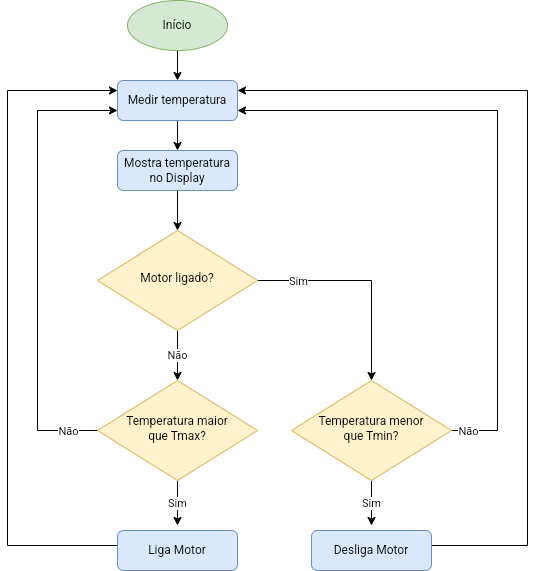 Início
Medir temperatura
Mostra temperatura
no Display
Motor ligado?
Sim
Não
Temperatura maior
que Tmax?
Temperatura menor
que Tmin?
Não
Não
Sim
Sim
Liga Motor
Desliga Motor